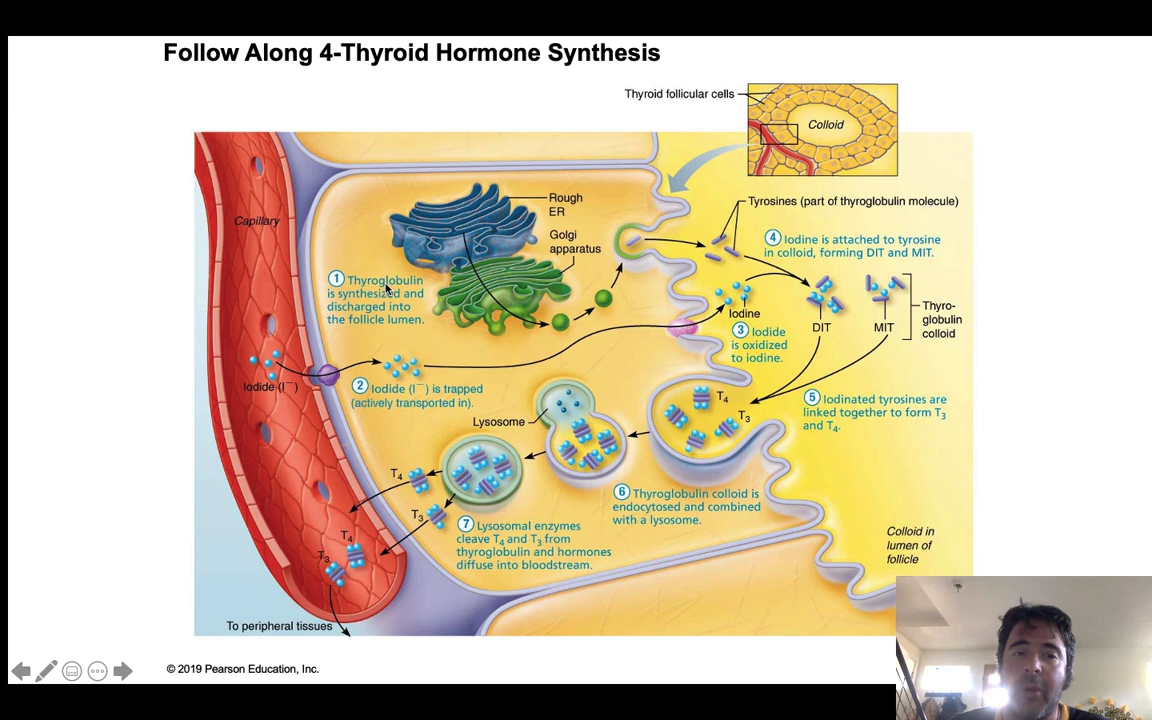 Follow Along 4-Thyroid Hormone Synthesis
Thyroid follicular cells
Colloid
Capillary
Rough
ER
Golgi
apparatus
Tyrosines (part of thyroglobulin molecule)
4 Iodine is attached to tyrosine
in colloid, forming DIT and MIT.
1 Thyroglobulin
is synthesized and
discharged into
the follicle lumen.
Iodine
DIT
MIT
Thyro-
globulin
colloid
3 Iodide
is oxidized
to iodine.
Iodide (I⁻)
2 Iodide (I⁻) is trapped
(actively transported in).
T4
T3
5 Iodinated tyrosines are
linked together to form T3
and T4.
Lysosome
T4
T3
6 Thyroglobulin colloid is
endocytosed and combined
with a lysosome.
7 Lysosomal enzymes
cleave T4 and T3 from
thyroglobulin and hormones
diffuse into bloodstream.
T4
T3
Colloid in
lumen of
follicle
To peripheral tissues
© 2019 Pearson Education, Inc.